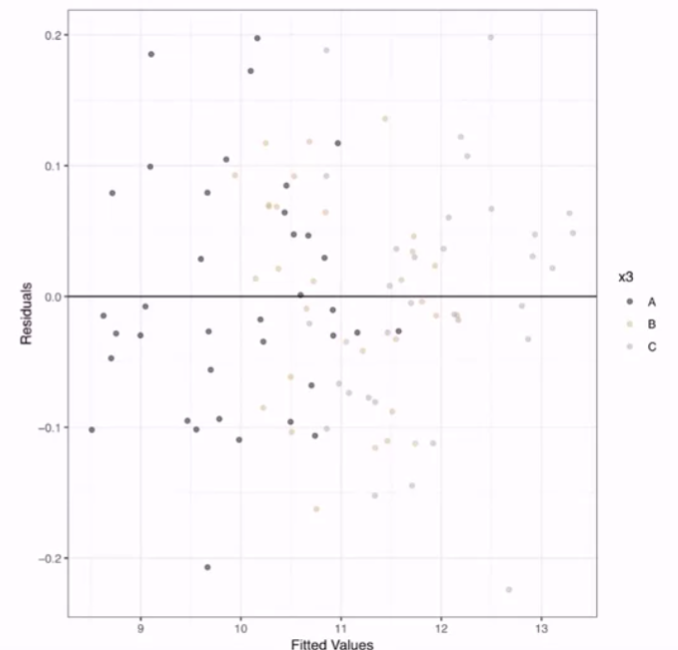 0.2
0.1
0.0
−0.1
−0.2
Residuals
9 10 11 12 13
Fitted Values
x3
A
B
C